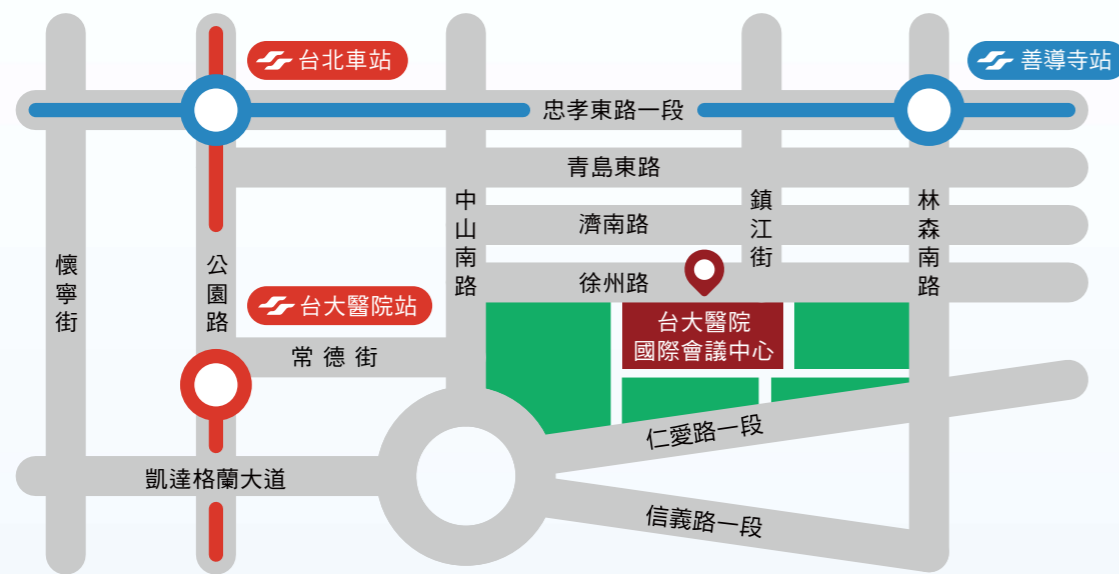 台北車站
善導寺站
忠孝東路一段
青島東路
中山南路
鎮江街
林森南路
濟南路
懷寧街
公園路
徐州路
台大醫院站
台大醫院
國際會議中心
常德街
仁愛路一段
凱達格蘭大道
信義路一段